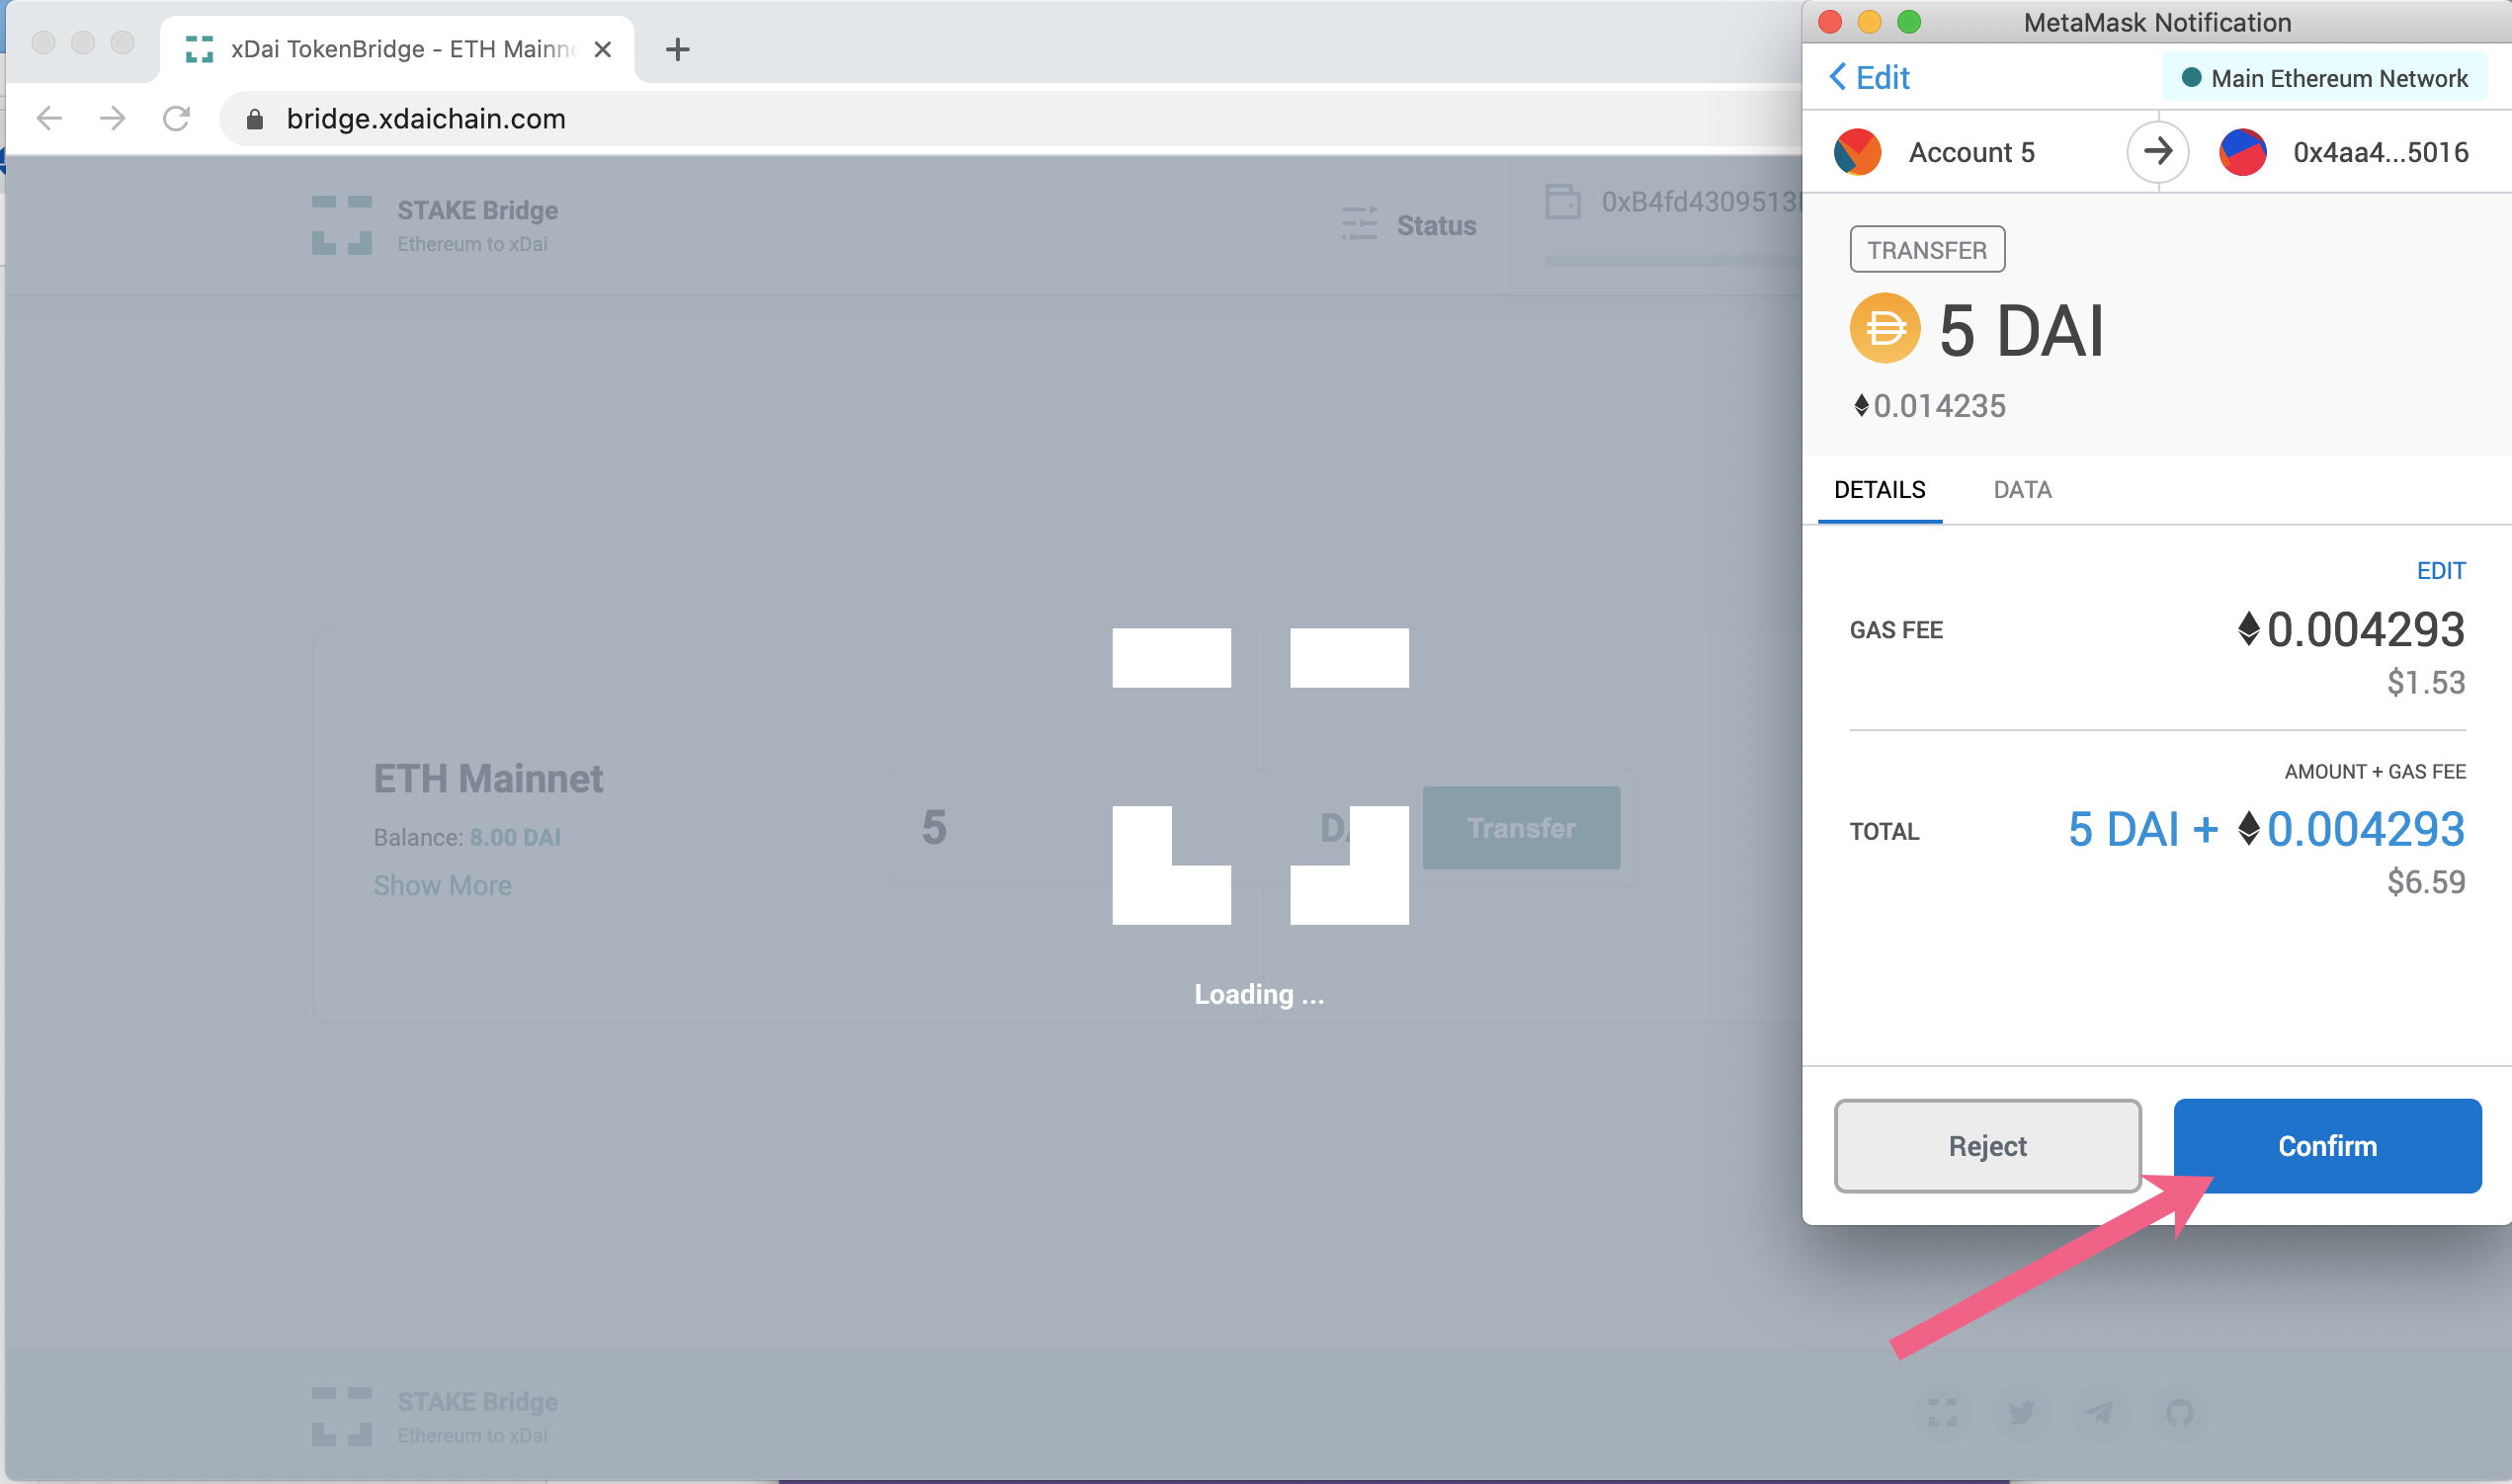 xDai TokenBridge - ETH Mainne
bridge.xdaichain.com
STAKE Bridge
Ethereum to xDai
Status
0xB4fd4309513
ETH Mainnet
Balance: 8.00 DAI
Show More
5
Transfer
Loading ...
STAKE Bridge
Ethereum to xDai
MetaMask Notification
Edit
Main Ethereum Network
Account 5
0x4aa4...5016
TRANSFER
5 DAI
0.014235
DETAILS
DATA
EDIT
GAS FEE
0.004293
$1.53
AMOUNT + GAS FEE
TOTAL
5 DAI + 0.004293
$6.59
Reject
Confirm